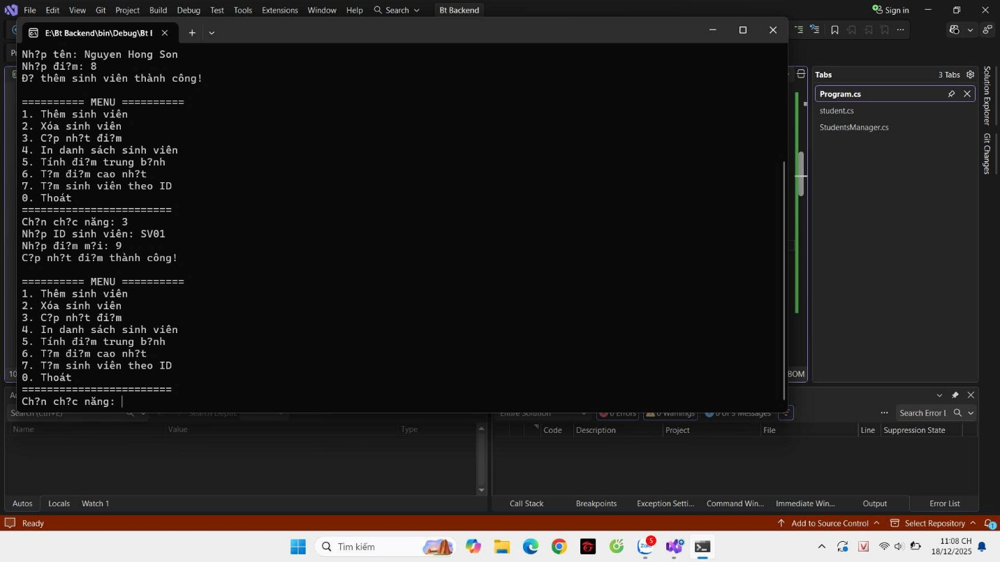 File Edit View Git Project Build Debug Test Tools Extensions Window Help Search Bt Backend Sign in
E:\Bt Backend\bin\Debug\Bt E
Nh?p tên: Nguyen Hong Son
Nh?p đi?m: 8
Đ? thêm sinh viên thành công!
========== MENU ==========
1. Thêm sinh viên
2. Xóa sinh viên
3. C?p nh?t đi?m
4. In danh sách sinh viên
5. Tính đi?m trung b?nh
6. T?m đi?m cao nh?t
7. T?m sinh viên theo ID
0. Thoát
========================
Ch?n ch?c năng: 3
Nh?p ID sinh viên: SV01
Nh?p đi?m m?i: 9
C?p nh?t đi?m thành công!
========== MENU ==========
1. Thêm sinh viên
2. Xóa sinh viên
3. C?p nh?t đi?m
4. In danh sách sinh viên
5. Tính đi?m trung b?nh
6. T?m đi?m cao nh?t
7. T?m sinh viên theo ID
0. Thoát
========================
Ch?n ch?c năng:
Tabs 3 Tabs
Program.cs
student.cs
StudentsManager.cs
Solution Explorer
Git Changes
BOM
Search (Ctrl+E) Search Depth
Entire Solution 0 Errors 0 Warnings 0 of 3 Messages Search Error L
Name Value Type
Code Description Project File Line Suppression State
Autos Locals Watch 1
Call Stack Breakpoints Exception Setti... Command Win... Immediate Win... Output Error List
Ready Add to Source Control Select Repository 1
Tìm kiếm
Zalo 5
V
11:08 CH
18/12/2025